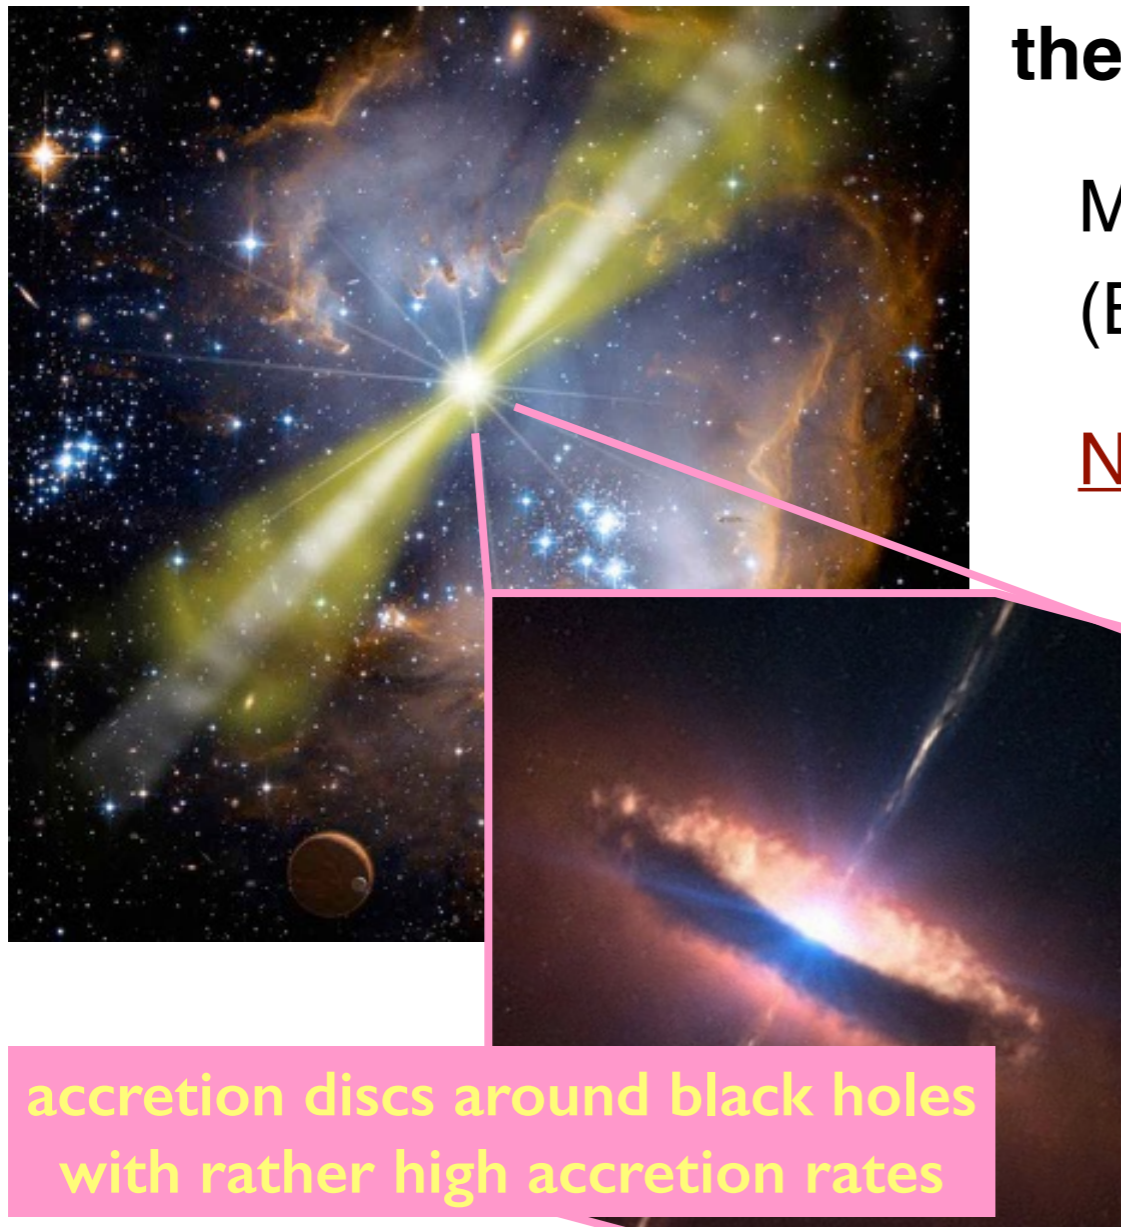 the
M
(E
N
accretion discs around black holes
with rather high accretion rates